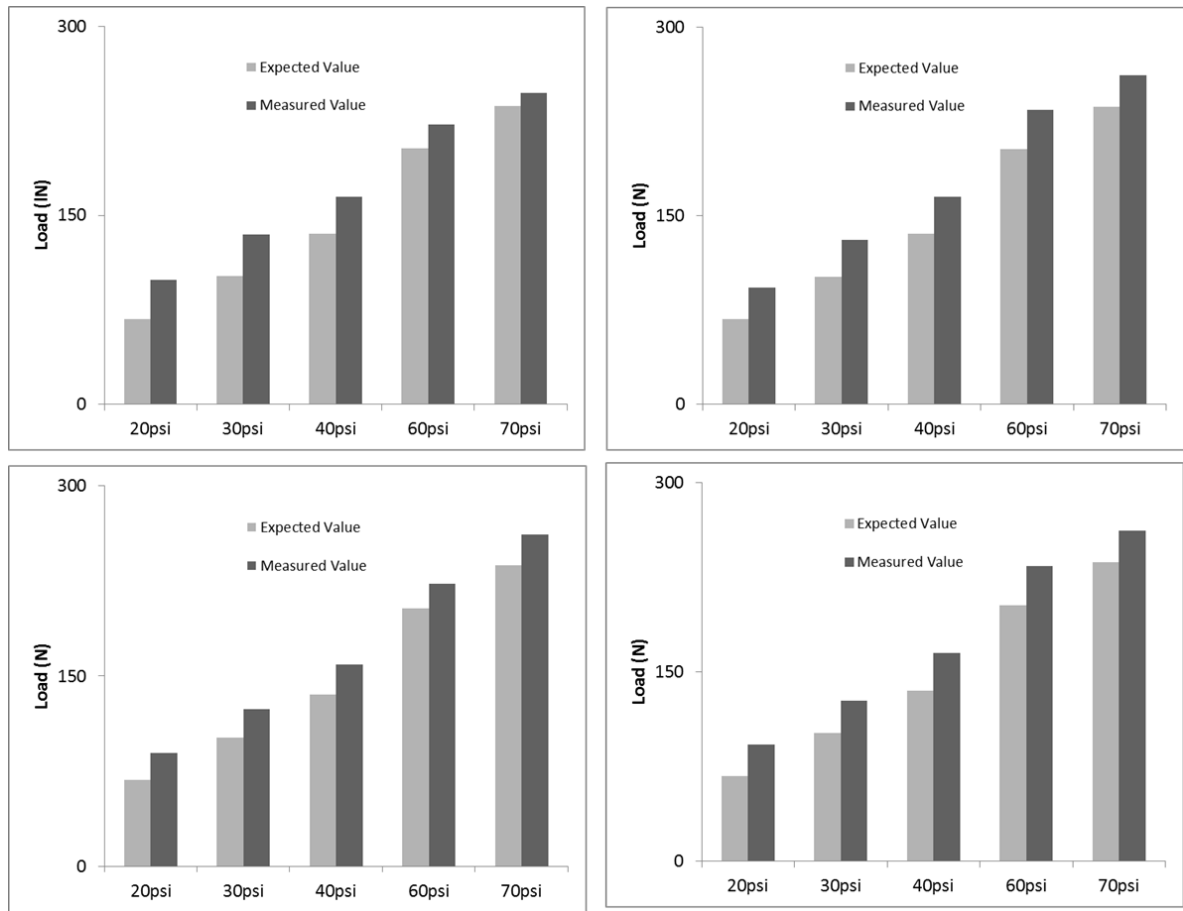 300
Expected Value
Measured Value
150
0
Load (IN)
20psi 30psi 40psi 60psi 70psi
300
Expected Value
Measured Value
150
0
Load (N)
20psi 30psi 40psi 60psi 70psi
300
Expected Value
Measured Value
150
0
Load (N)
20psi 30psi 40psi 60psi 70psi
300
Expected Value
Measured Value
150
0
Load (N)
20psi 30psi 40psi 60psi 70psi